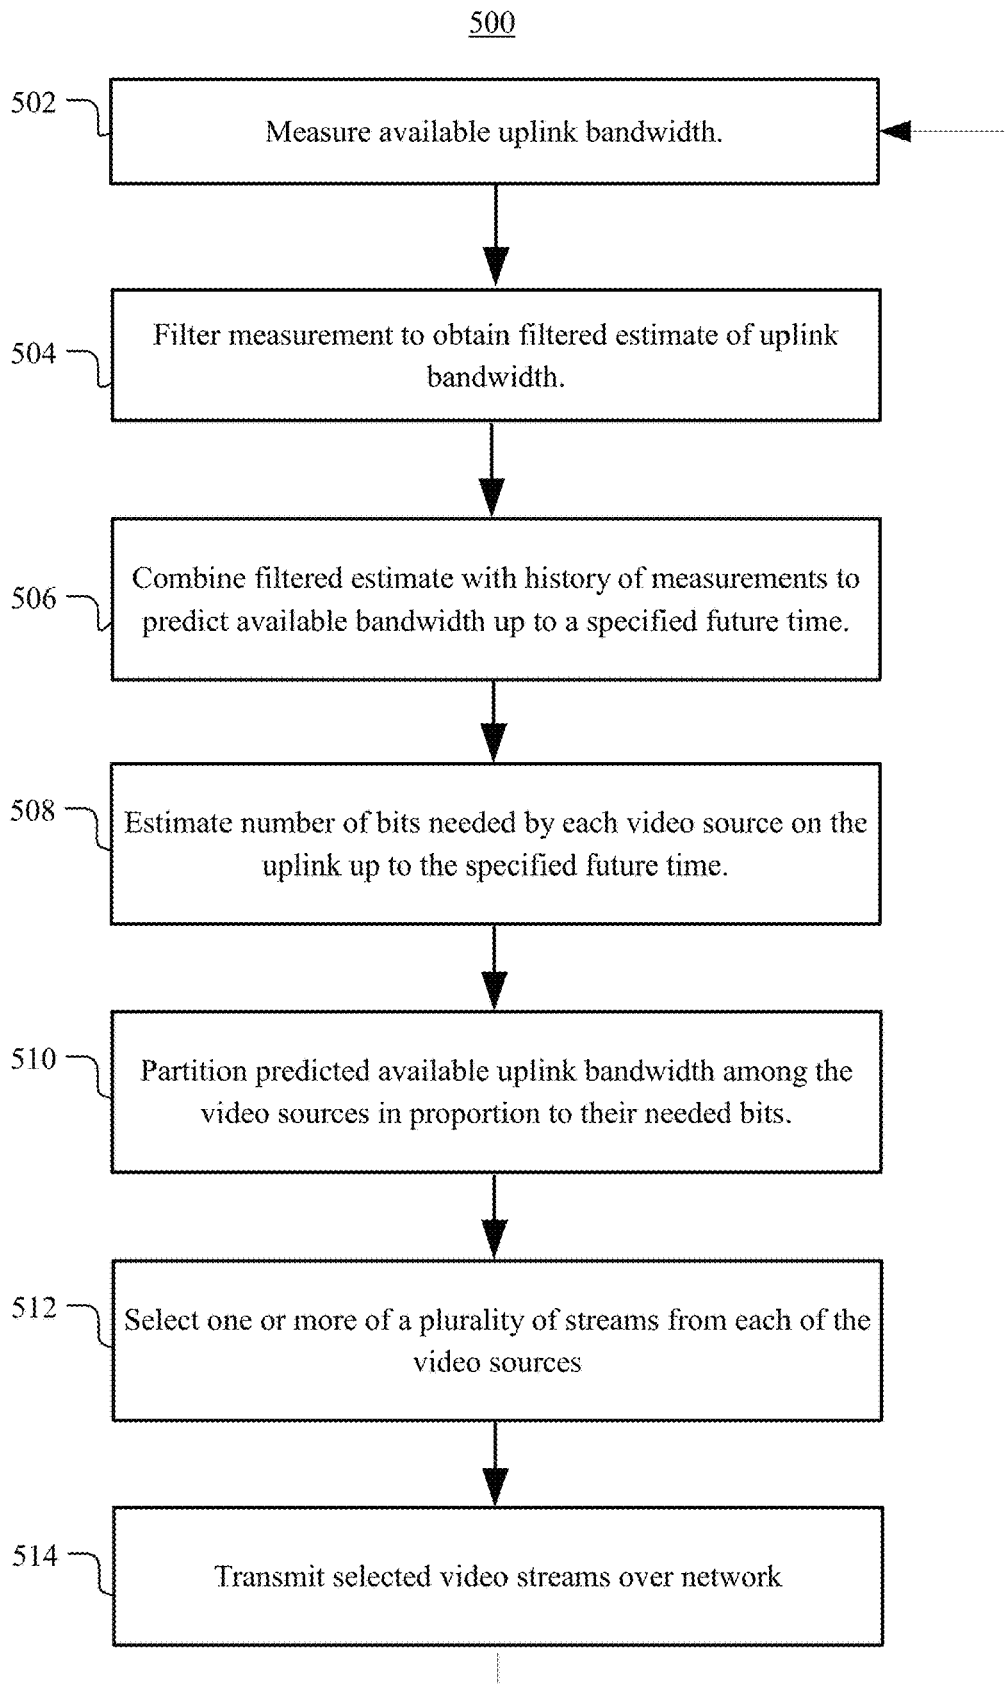 500
502
Measure available uplink bandwidth.
504
Filter measurement to obtain filtered estimate of uplink
bandwidth.
506
Combine filtered estimate with history of measurements to
predict available bandwidth up to a specified future time.
508
Estimate number of bits needed by each video source on the
uplink up to the specified future time.
510
Partition predicted available uplink bandwidth among the
video sources in proportion to their needed bits.
512
Select one or more of a plurality of streams from each of the
video sources
514
Transmit selected video streams over network